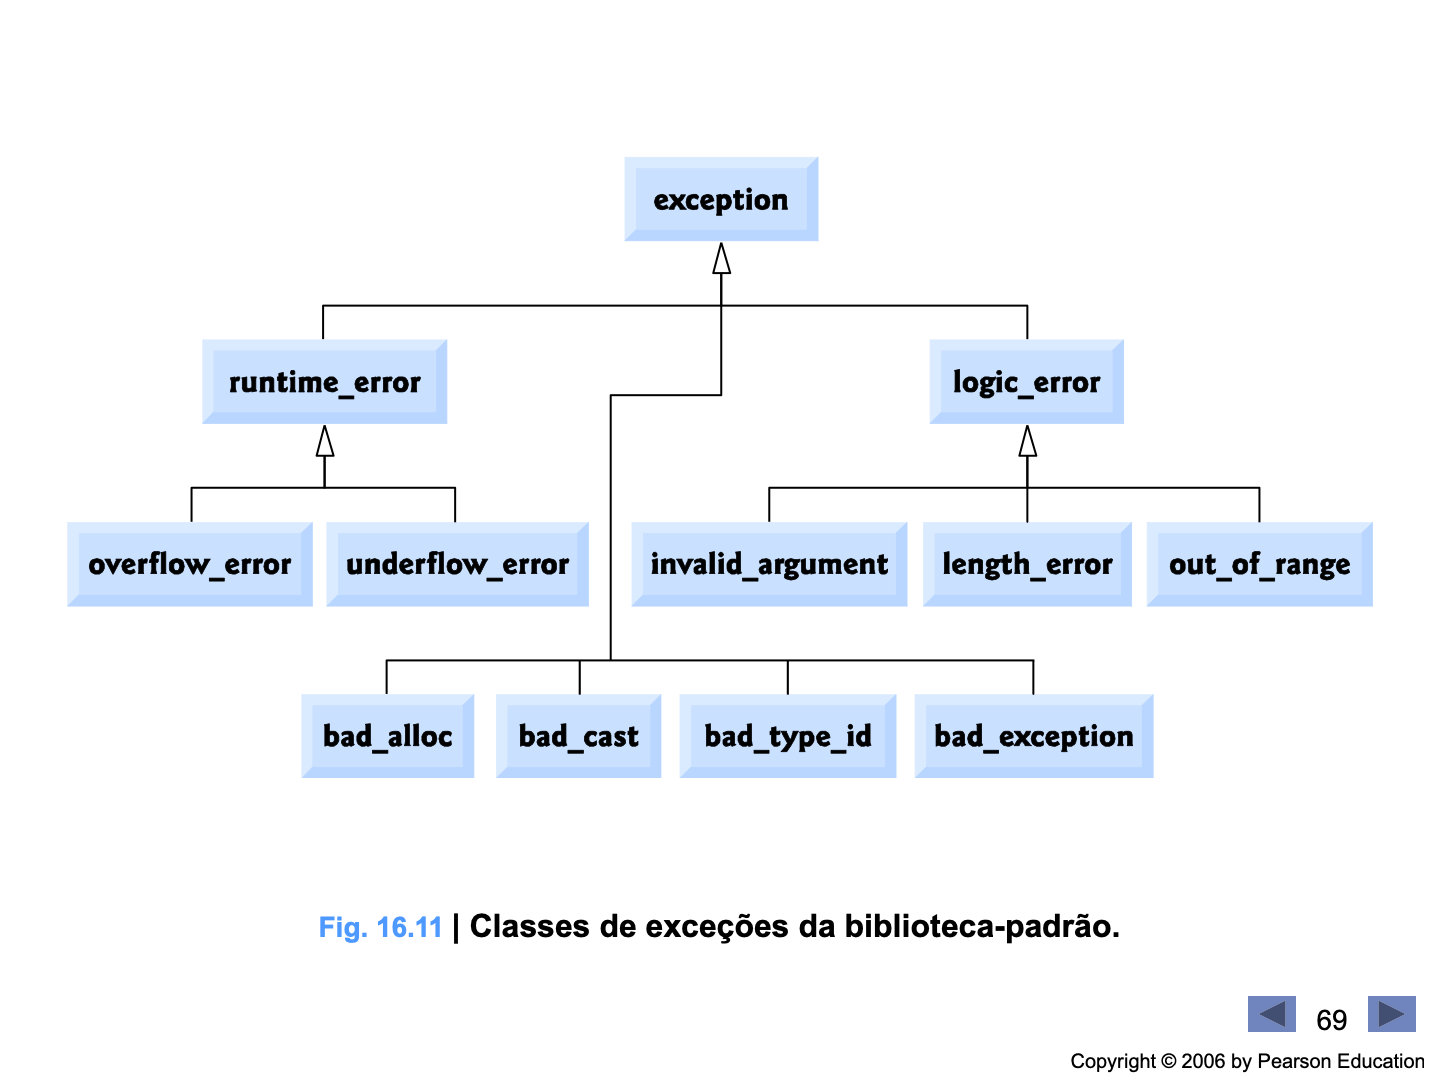 exception
runtime_error
logic_error
overflow_error
underflow_error
invalid_argument
length_error
out_of_range
bad_alloc
bad_cast
bad_type_id
bad_exception
Fig. 16.11 | Classes de exceções da biblioteca-padrão.
69
Copyright © 2006 by Pearson Education